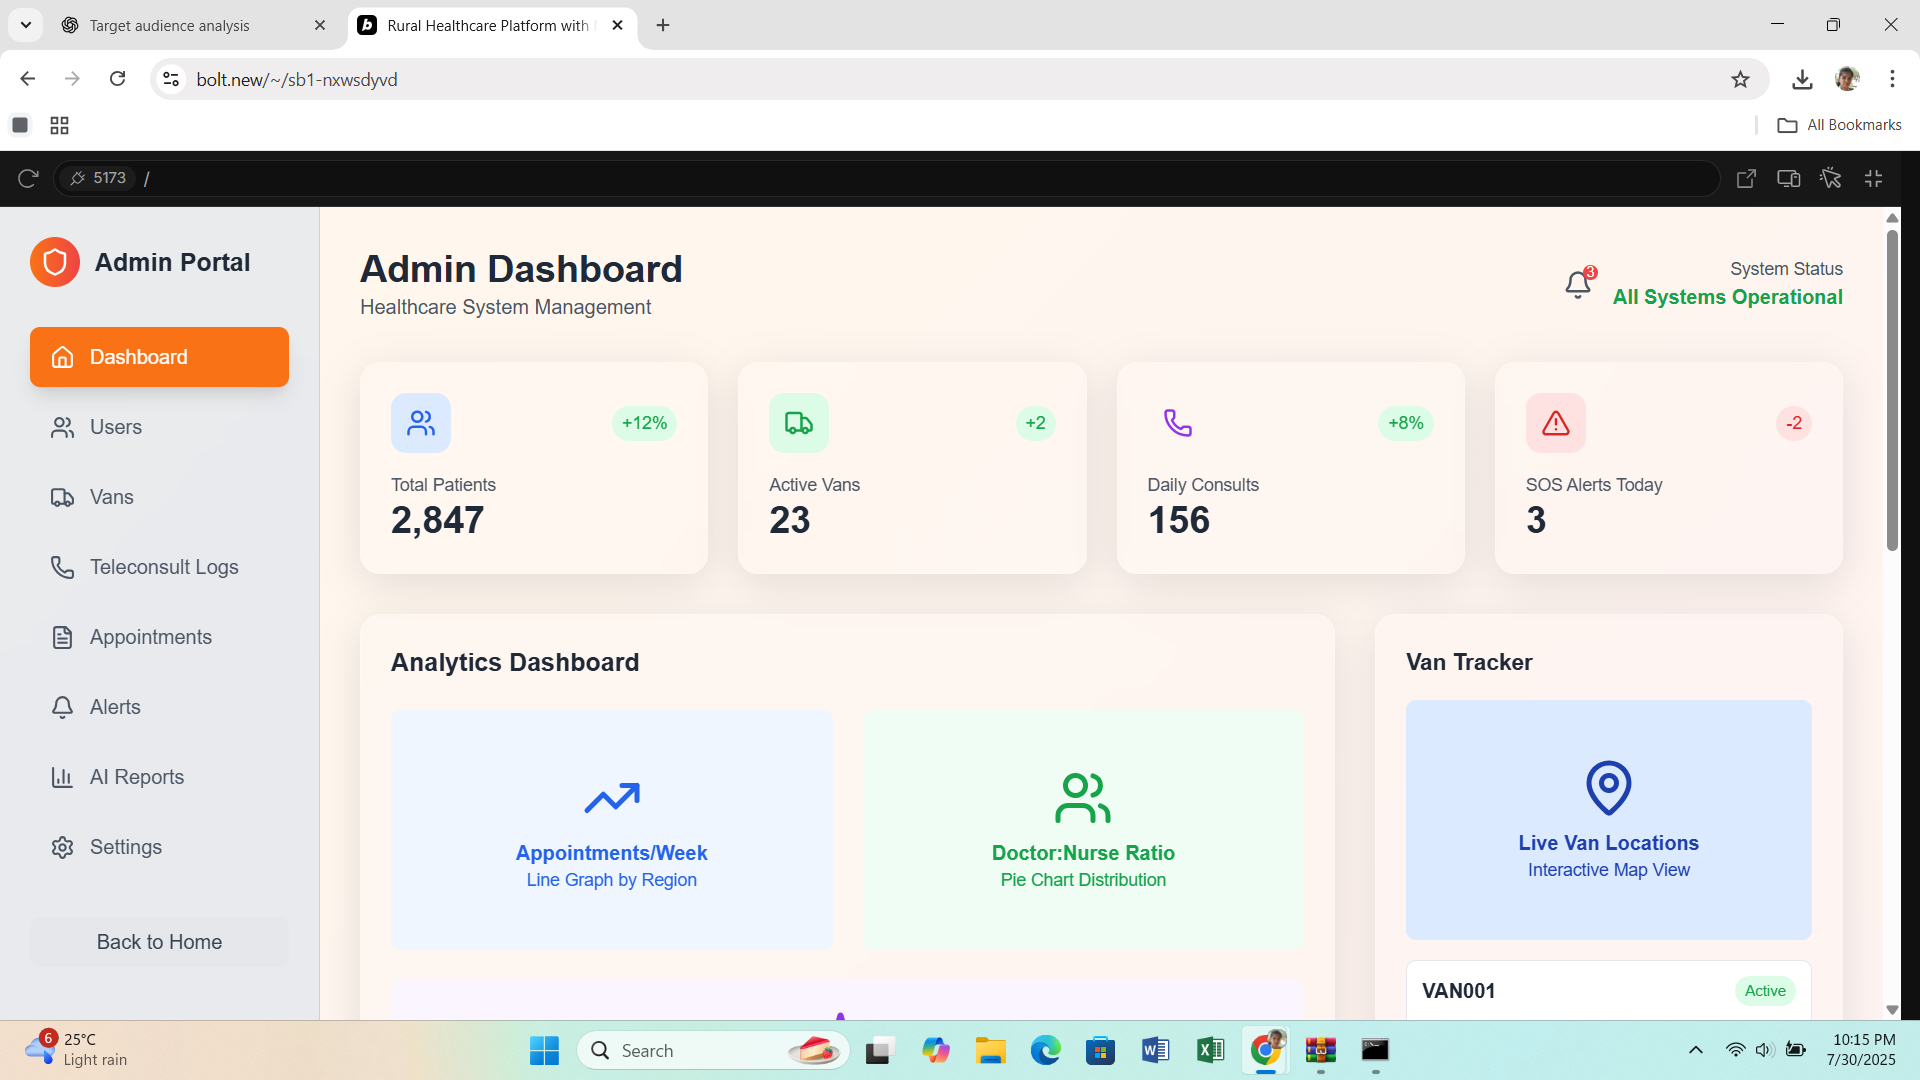 Target audience analysis
Rural Healthcare Platform with
bolt.new/~/sb1-nxwsdyvd
All Bookmarks
5173 /
Admin Portal
Dashboard
Users
Vans
Teleconsult Logs
Appointments
Alerts
AI Reports
Settings
Back to Home
Admin Dashboard
Healthcare System Management
3
System Status
All Systems Operational
+12%
Total Patients
2,847
+2
Active Vans
23
+8%
Daily Consults
156
-2
SOS Alerts Today
3
Analytics Dashboard
Appointments/Week
Line Graph by Region
Doctor:Nurse Ratio
Pie Chart Distribution
Van Tracker
Live Van Locations
Interactive Map View
VAN001
Active
6
25°C
Light rain
Search
10:15 PM
7/30/2025